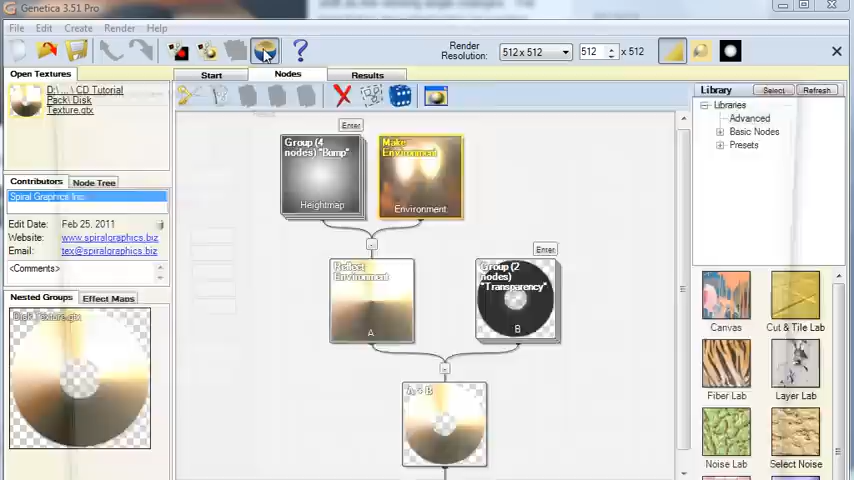 Genetica 3.51 Pro
File Edit Create Render Help
Render
Resolution:
512 x 512
512
x 512
Open Textures
Start
Nodes
Results
Library
Select
Refresh
D:\ ... \ CD Tutorial
Pack\ Disk
Texture.gtx
Libraries
Advanced
Basic Nodes
Presets
Enter
Group (4
nodes) "Bump"
Heightmap
Make
Environment
Environment
Contributors
Node Tree
Spiral Graphics Inc.
Edit Date: Feb 25. 2011
Website: www.spiralgraphics.biz
Email: tex@spiralgraphics.biz
<Comments>
Enter
Reflect
Environment
A
Group (2
nodes)
"Transparency"
B
Nested Groups
Effect Maps
Disk Texture.gtx
A + B
Canvas
Cut & Tile Lab
Fiber Lab
Layer Lab
Noise Lab
Select Noise